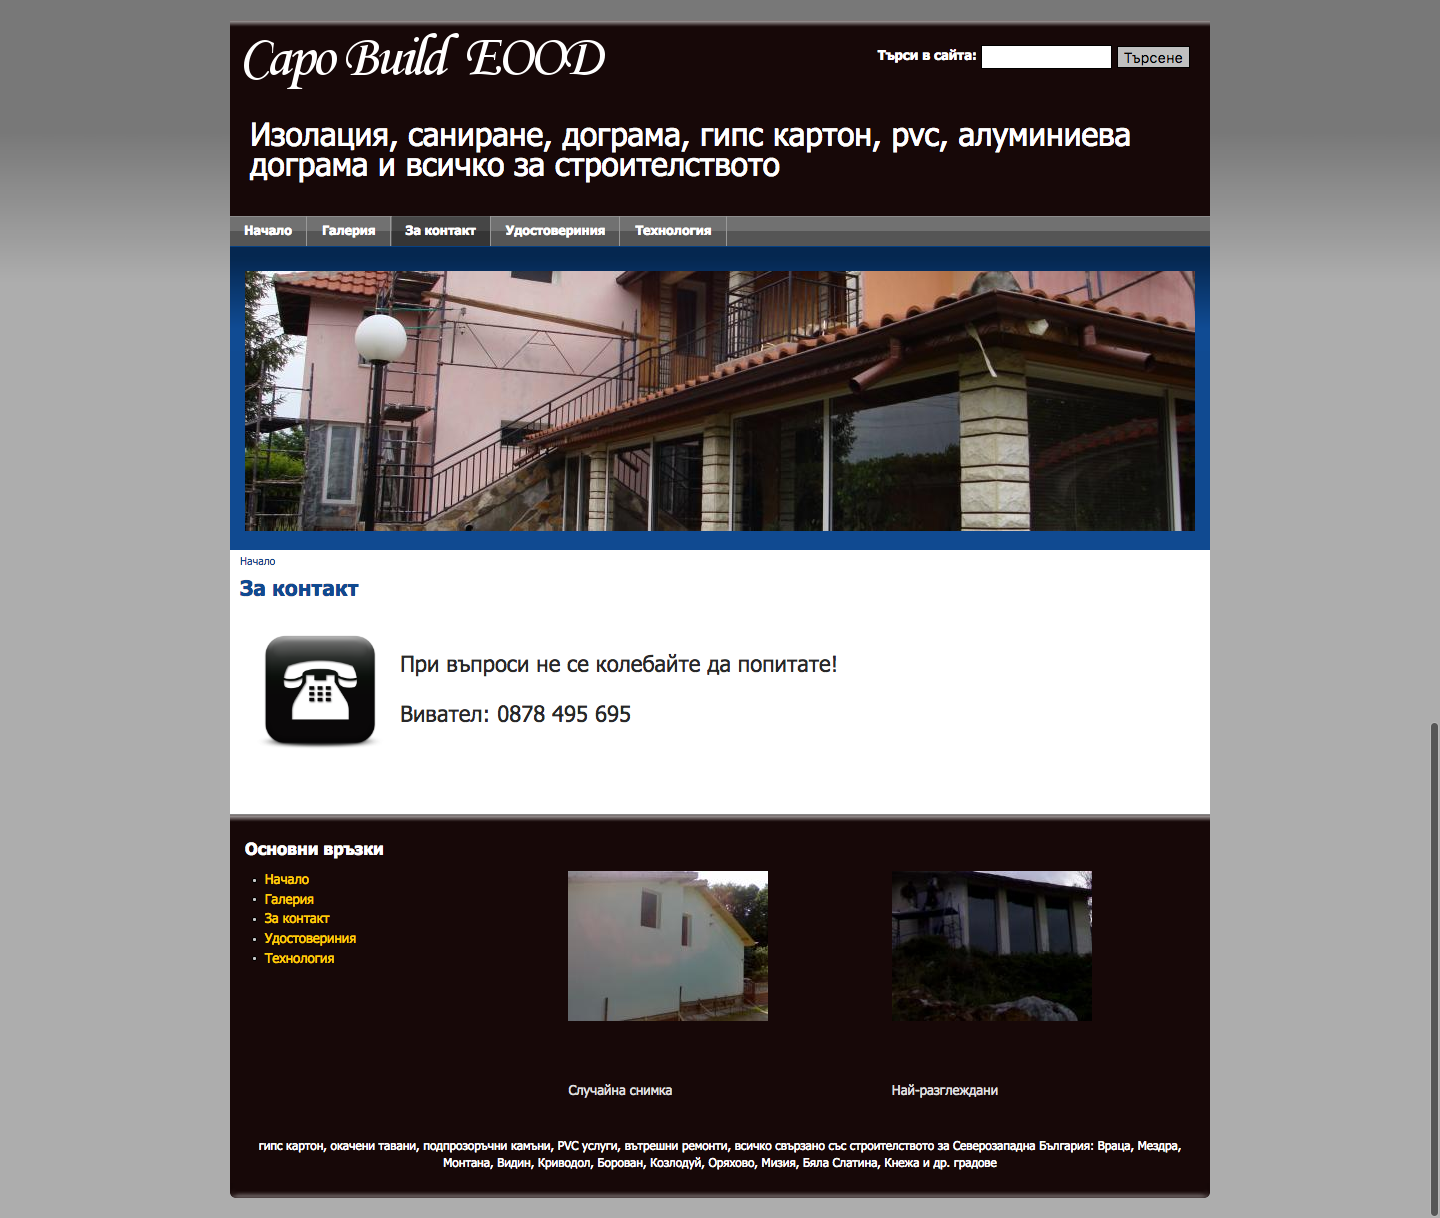 Capo Build EOOD
Търси в сайта:
Търсене
Изолация, саниране, дограма, гипс картон, pvc, алуминиева
дограма и всичко за строителството
Начало
Галерия
За контакт
Удостовериния
Технология
Начало
За контакт
При въпроси не се колебайте да попитате!
Вивател: 0878 495 695
Основни връзки
Начало
Галерия
За контакт
Удостовериния
Технология
Случайна снимка
Най-разглеждани
гипс картон, окачени тавани, подпрозоръчни камъни, PVC услуги, вътрешни ремонти, всичко свързано със строителството за Северозападна България: Враца, Мездра,
Монтана, Видин, Криводол, Борован, Козлодуй, Оряхово, Мизия, Бяла Слатина, Кнежа и др. градове